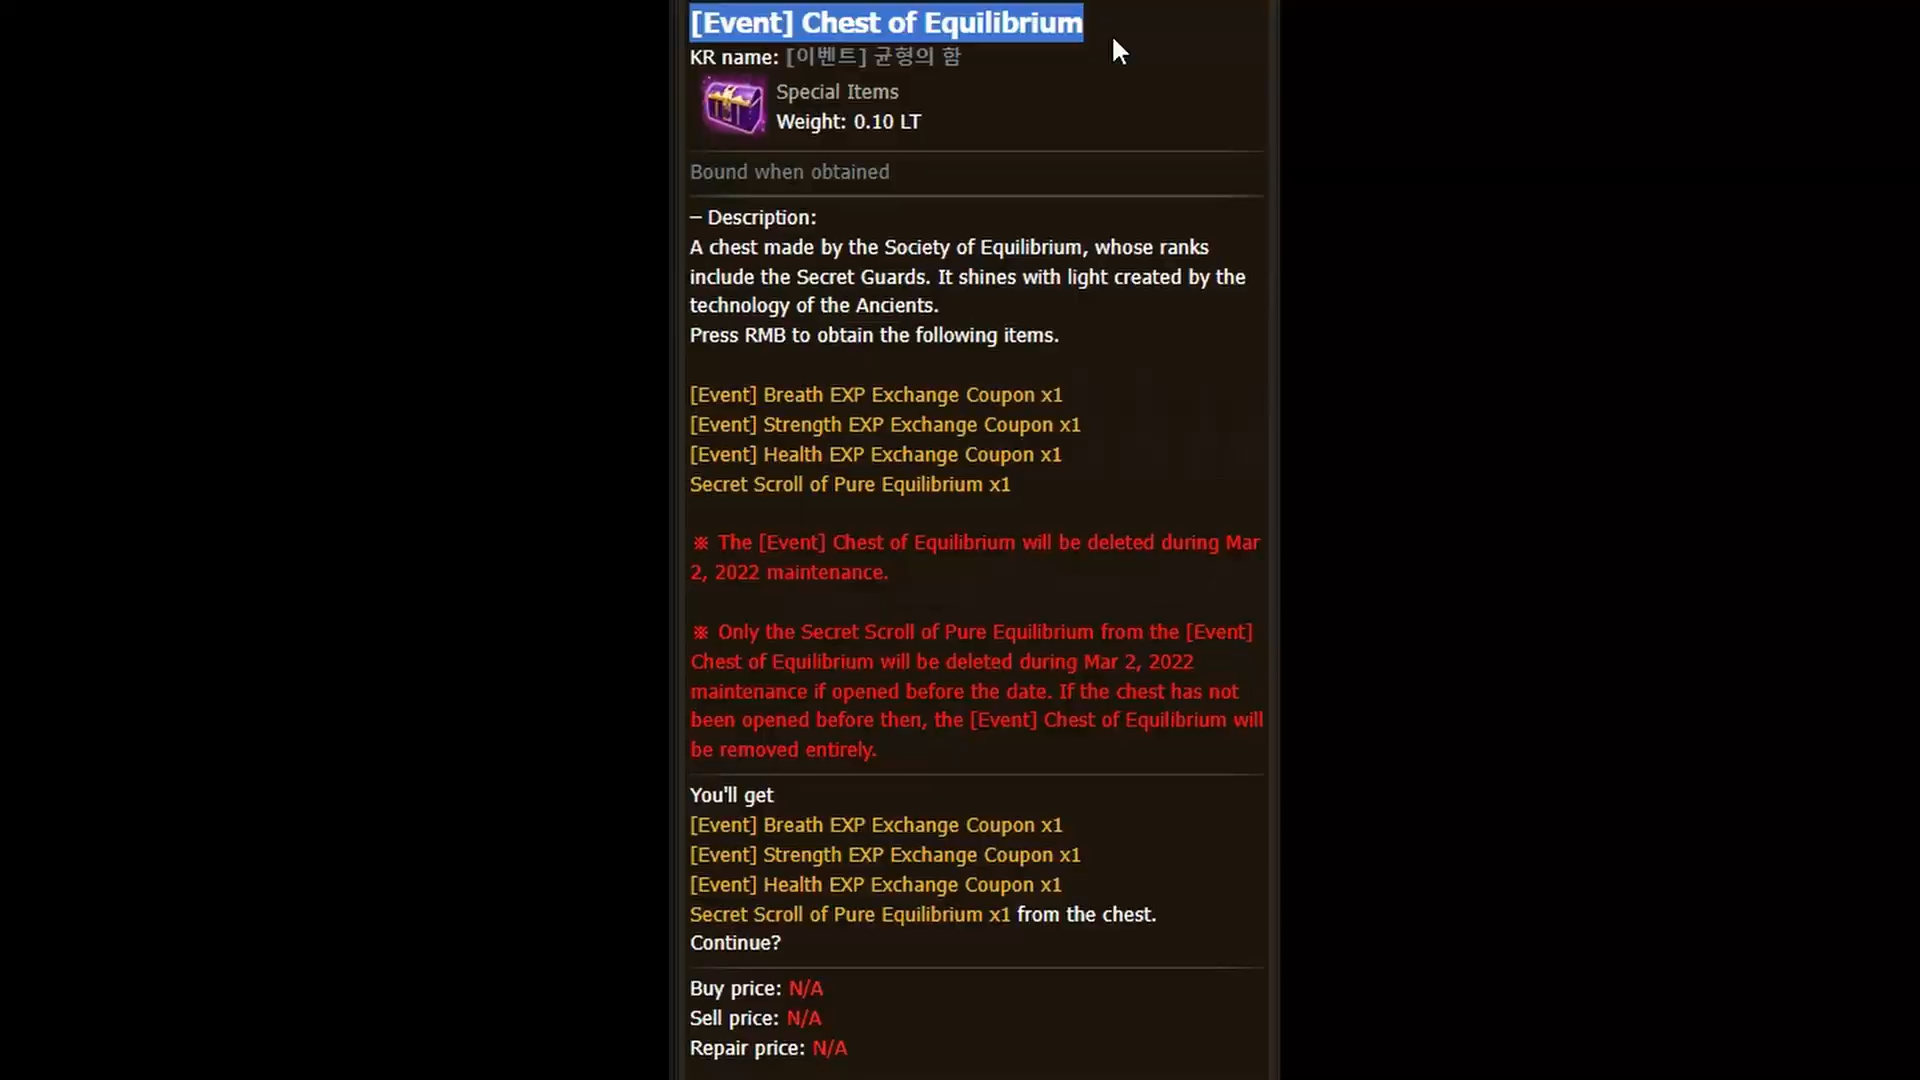 [Event] Chest of Equilibrium
KR name: [이벤트] 균형의 함
Special Items
Weight: 0.10 LT
Bound when obtained
– Description:
A chest made by the Society of Equilibrium, whose ranks
include the Secret Guards. It shines with light created by the
technology of the Ancients.
Press RMB to obtain the following items.
[Event] Breath EXP Exchange Coupon x1
[Event] Strength EXP Exchange Coupon x1
[Event] Health EXP Exchange Coupon x1
Secret Scroll of Pure Equilibrium x1
※ The [Event] Chest of Equilibrium will be deleted during Mar
2, 2022 maintenance.
※ Only the Secret Scroll of Pure Equilibrium from the [Event]
Chest of Equilibrium will be deleted during Mar 2, 2022
maintenance if opened before the date. If the chest has not
been opened before then, the [Event] Chest of Equilibrium will
be removed entirely.
You'll get
[Event] Breath EXP Exchange Coupon x1
[Event] Strength EXP Exchange Coupon x1
[Event] Health EXP Exchange Coupon x1
Secret Scroll of Pure Equilibrium x1 from the chest.
Continue?
Buy price: N/A
Sell price: N/A
Repair price: N/A